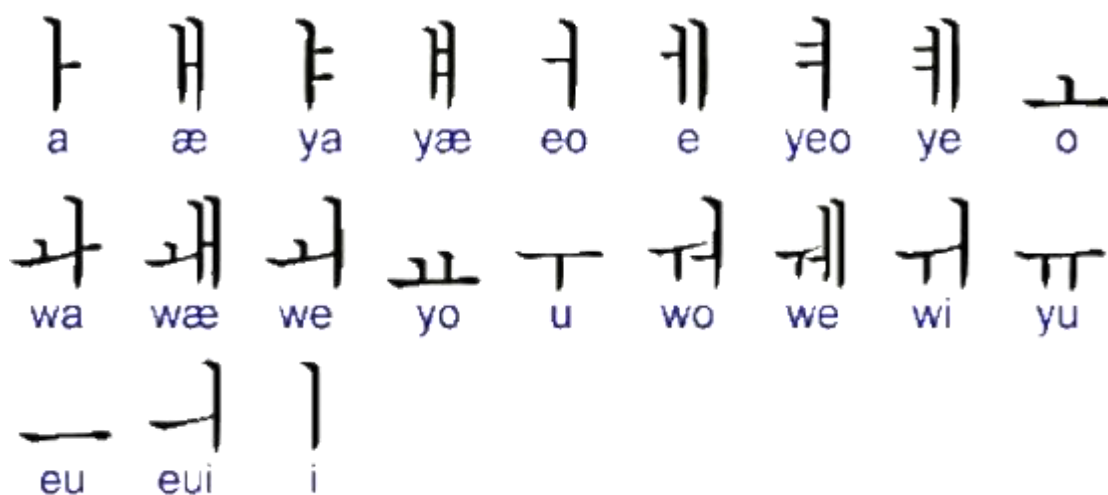 ㅏ ㅐ ㅑ ㅒ ㅓ ㅔ ㅕ ㅖ ㅗ
a æ ya yæ eo e yeo ye o
ㅘ ㅙ ㅚ ㅛ ㅜ ㅝ ㅞ ㅟ ㅠ
wa wæ we yo u wo we wi yu
ㅡ ㅢ ㅣ
eu eui i